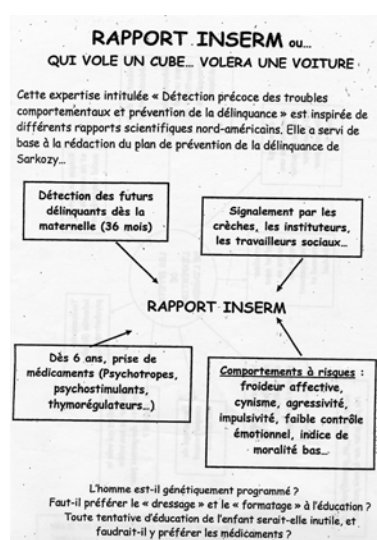 RAPPORT INSERM ou...
QUI VOLE UN CUBE... VOLERA UNE VOITURE
Cette expertise intitulée « Détection précoce des troubles
comportementaux et prévention de la délinquance » est inspirée de
différents rapports scientifiques nord-américains. Elle a servi de
base à la rédaction du plan de prévention de la délinquance de
Sarkozy...
Détection des futurs
délinquants dès la
maternelle (36 mois)
Signalement par les
crèches, les instituteurs,
les travailleurs sociaux...
RAPPORT INSERM
Dès 6 ans, prise de
médicaments (Psychotropes,
psychostimulants,
thymorégulateurs...)
Comportements à risques :
froideur affective,
cynisme, agressivité,
impulsivité, faible contrôle
émotionnel, indice de
moralité bas...
L'homme est-il génétiquement programmé ?
Faut-il préférer le « dressage » et le « formatage » à l'éducation ?
Toute tentative d'éducation de l'enfant serait-elle inutile, et
faudrait-il y préférer les médicaments ?